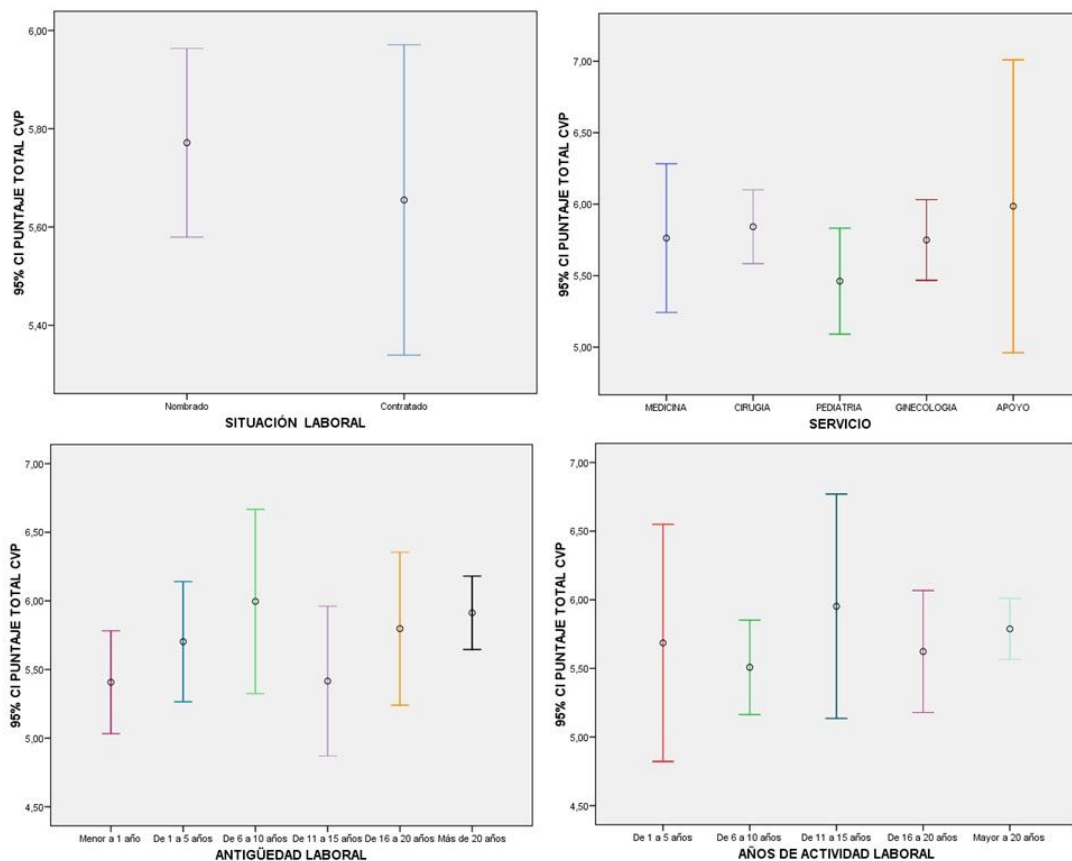 95% CI PUNTAJE TOTAL CVP
6,00
5,80
5,60
5,40
Nombrado Contratado
SITUACIÓN LABORAL
95% CI PUNTAJE TOTAL CVP
7,00
6,50
6,00
5,50
5,00
MEDICINA CIRUGIA PEDIATRIA GINECOLOGIA APOYO
SERVICIO
95% CI PUNTAJE TOTAL CVP
7,00
6,50
6,00
5,50
5,00
4,50
Menor a 1 año De 1 a 5 años De 6 a 10 años De 11 a 15 años De 16 a 20 años Más de 20 años
ANTIGÜEDAD LABORAL
95% CI PUNTAJE TOTAL CVP
7,00
6,50
6,00
5,50
5,00
4,50
De 1 a 5 años De 6 a 10 años De 11 a 15 años De 16 a 20 años Mayor a 20 años
AÑOS DE ACTIVIDAD LABORAL